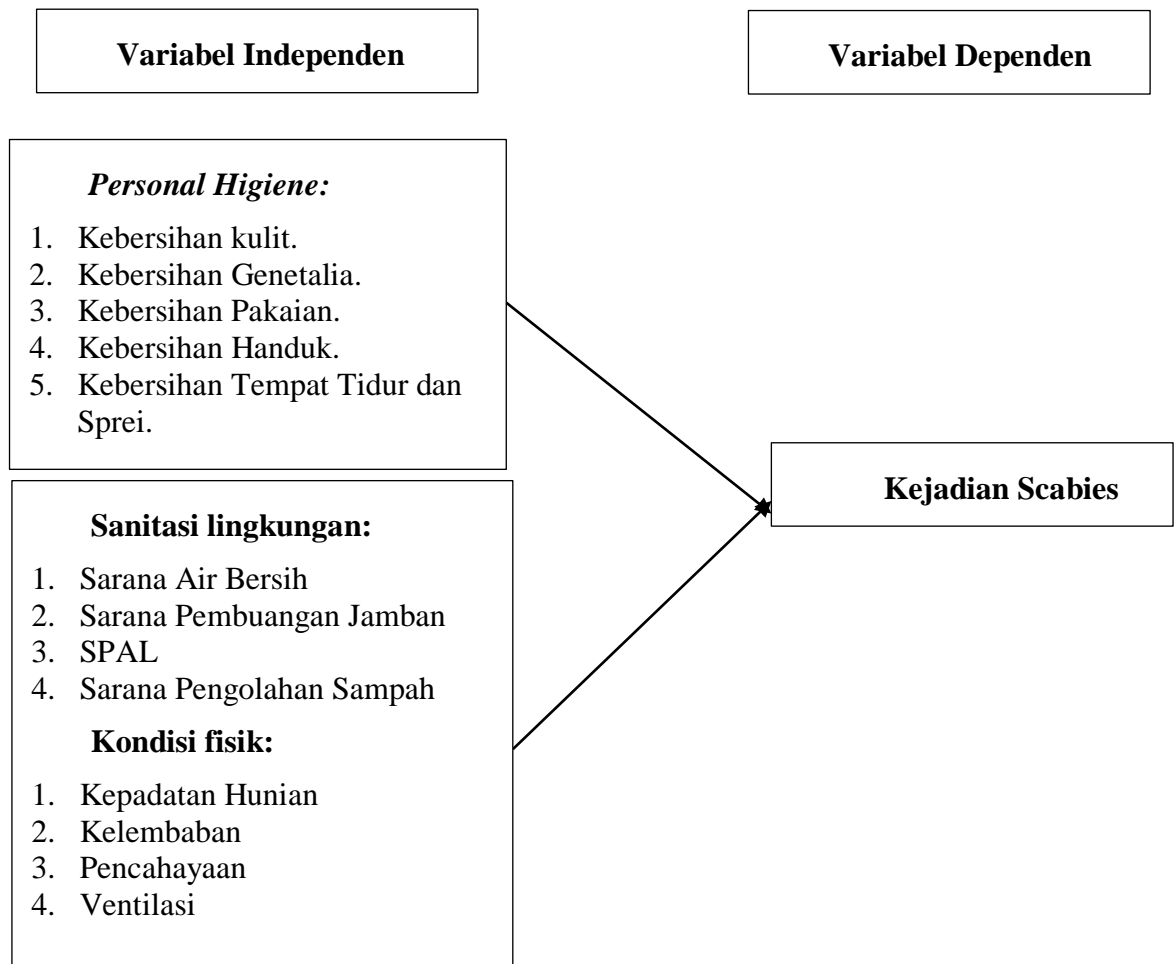 Variabel Independen
Variabel Dependen
Personal Higiene:
1. Kebersihan kulit.
2. Kebersihan Genetalia.
3. Kebersihan Pakaian.
4. Kebersihan Handuk.
5. Kebersihan Tempat Tidur dan
Sprei.
Kejadian Scabies
Sanitasi lingkungan:
1. Sarana Air Bersih
2. Sarana Pembuangan Jamban
3. SPAL
4. Sarana Pengolahan Sampah
Kondisi fisik:
1. Kepadatan Hunian
2. Kelembaban
3. Pencahayaan
4. Ventilasi